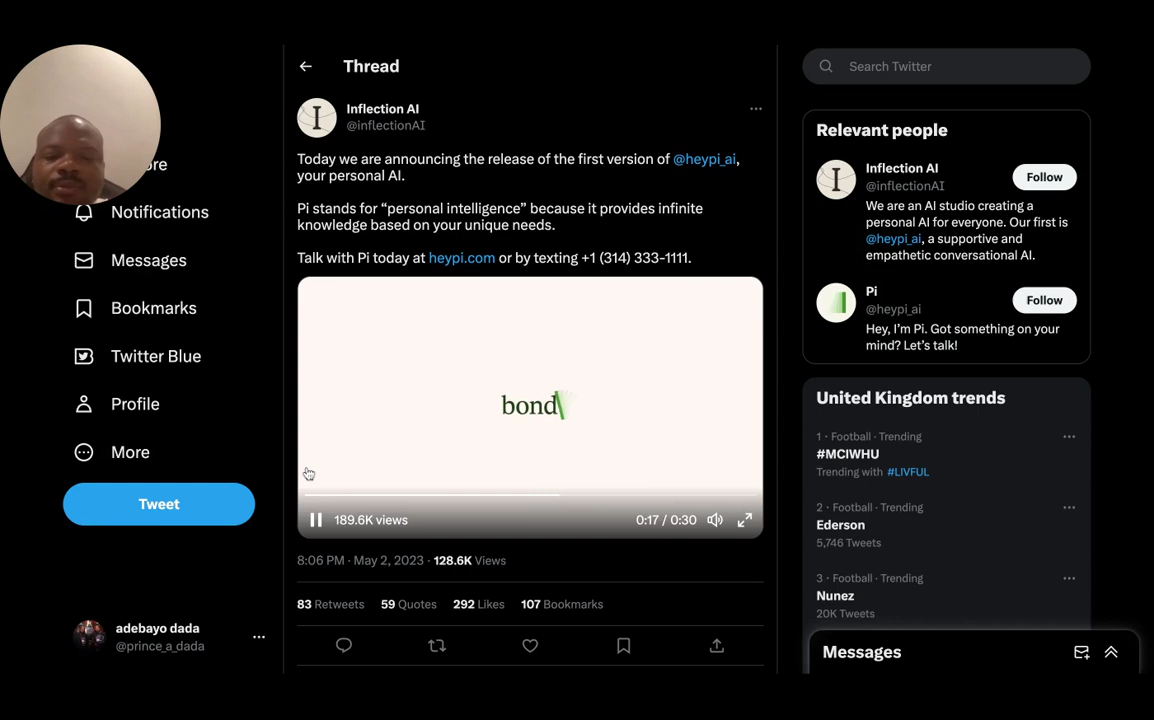 ore
Notifications
Messages
Bookmarks
Twitter Blue
Profile
More
Tweet
adebayo dada
@prince_a_dada
Thread
I
Inflection AI
@inflectionAI
Today we are announcing the release of the first version of @heypi_ai,
your personal AI.
Pi stands for “personal intelligence” because it provides infinite
knowledge based on your unique needs.
Talk with Pi today at heypi.com or by texting +1 (314) 333-1111.
bond
189.6K views
0:17 / 0:30
8:06 PM · May 2, 2023 · 128.6K Views
83 Retweets 59 Quotes 292 Likes 107 Bookmarks
Search Twitter
Relevant people
I
Inflection AI
@inflectionAI
Follow
We are an AI studio creating a
personal AI for everyone. Our first is
@heypi_ai, a supportive and
empathetic conversational AI.
Pi
@heypi_ai
Follow
Hey, I’m Pi. Got something on your
mind? Let’s talk!
United Kingdom trends
1 · Football · Trending
#MCIWHU
Trending with #LIVFUL
2 · Football · Trending
Ederson
5,746 Tweets
3 · Football · Trending
Nunez
20K Tweets
Messages